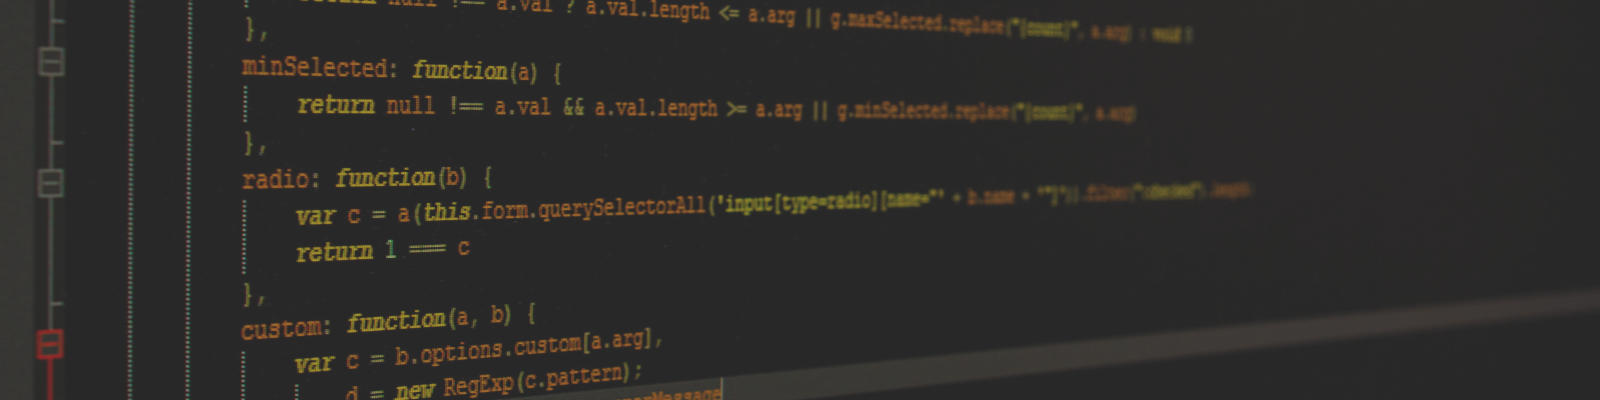 return null !== a.val ? a.val.length <= a.arg || g.maxSelected.replace("{count}", a.arg) : void 0
},
minSelected: function(a) {
return null !== a.val && a.val.length >= a.arg || g.minSelected.replace("{count}", a.arg)
},
radio: function(b) {
var c = a(this.form.querySelectorAll('input[type=radio][name="' + b.name + '"]')).filter(":checked").length
return 1 === c
},
custom: function(a, b) {
var c = b.options.custom[a.arg],
d = new RegExp(c.pattern);